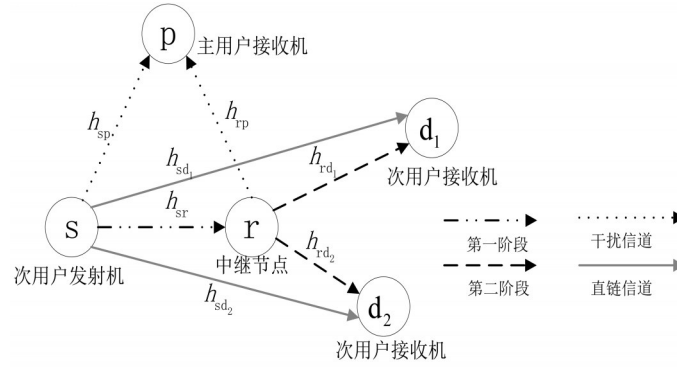 p
主用户接收机
h_sp
h_rp
d_1
h_sd_1
h_rd_1
次用户接收机
h_sr
s
r
第一阶段
干扰信道
中继节点
h_rd_2
次用户发射机
第二阶段
直链信道
h_sd_2
d_2
次用户接收机